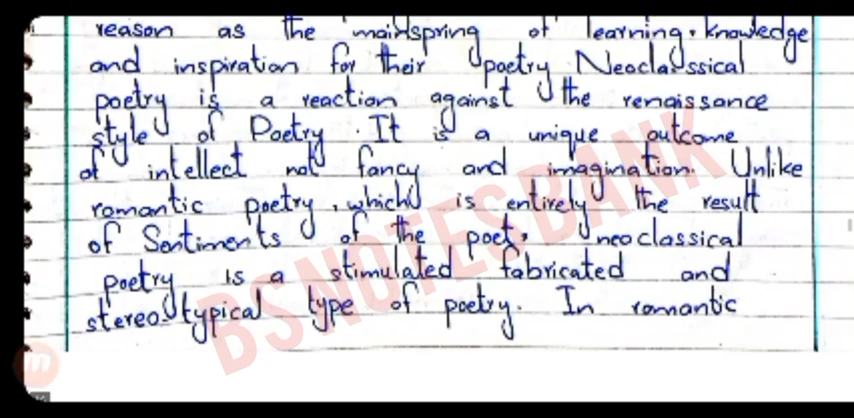 reason as the mainspring of learning, knowledge
and inspiration for their poetry Neoclassical
poetry is a reaction against the renaissance
style of Poetry. It is a unique outcome
of intellect not fancy and imagination. Unlike
romantic poetry, which is entirely the result
of Sentiments of the poet, neoclassical
poetry is a stimulated fabricated and
stereotypical type of poetry. In romantic
BSNOTESBANK